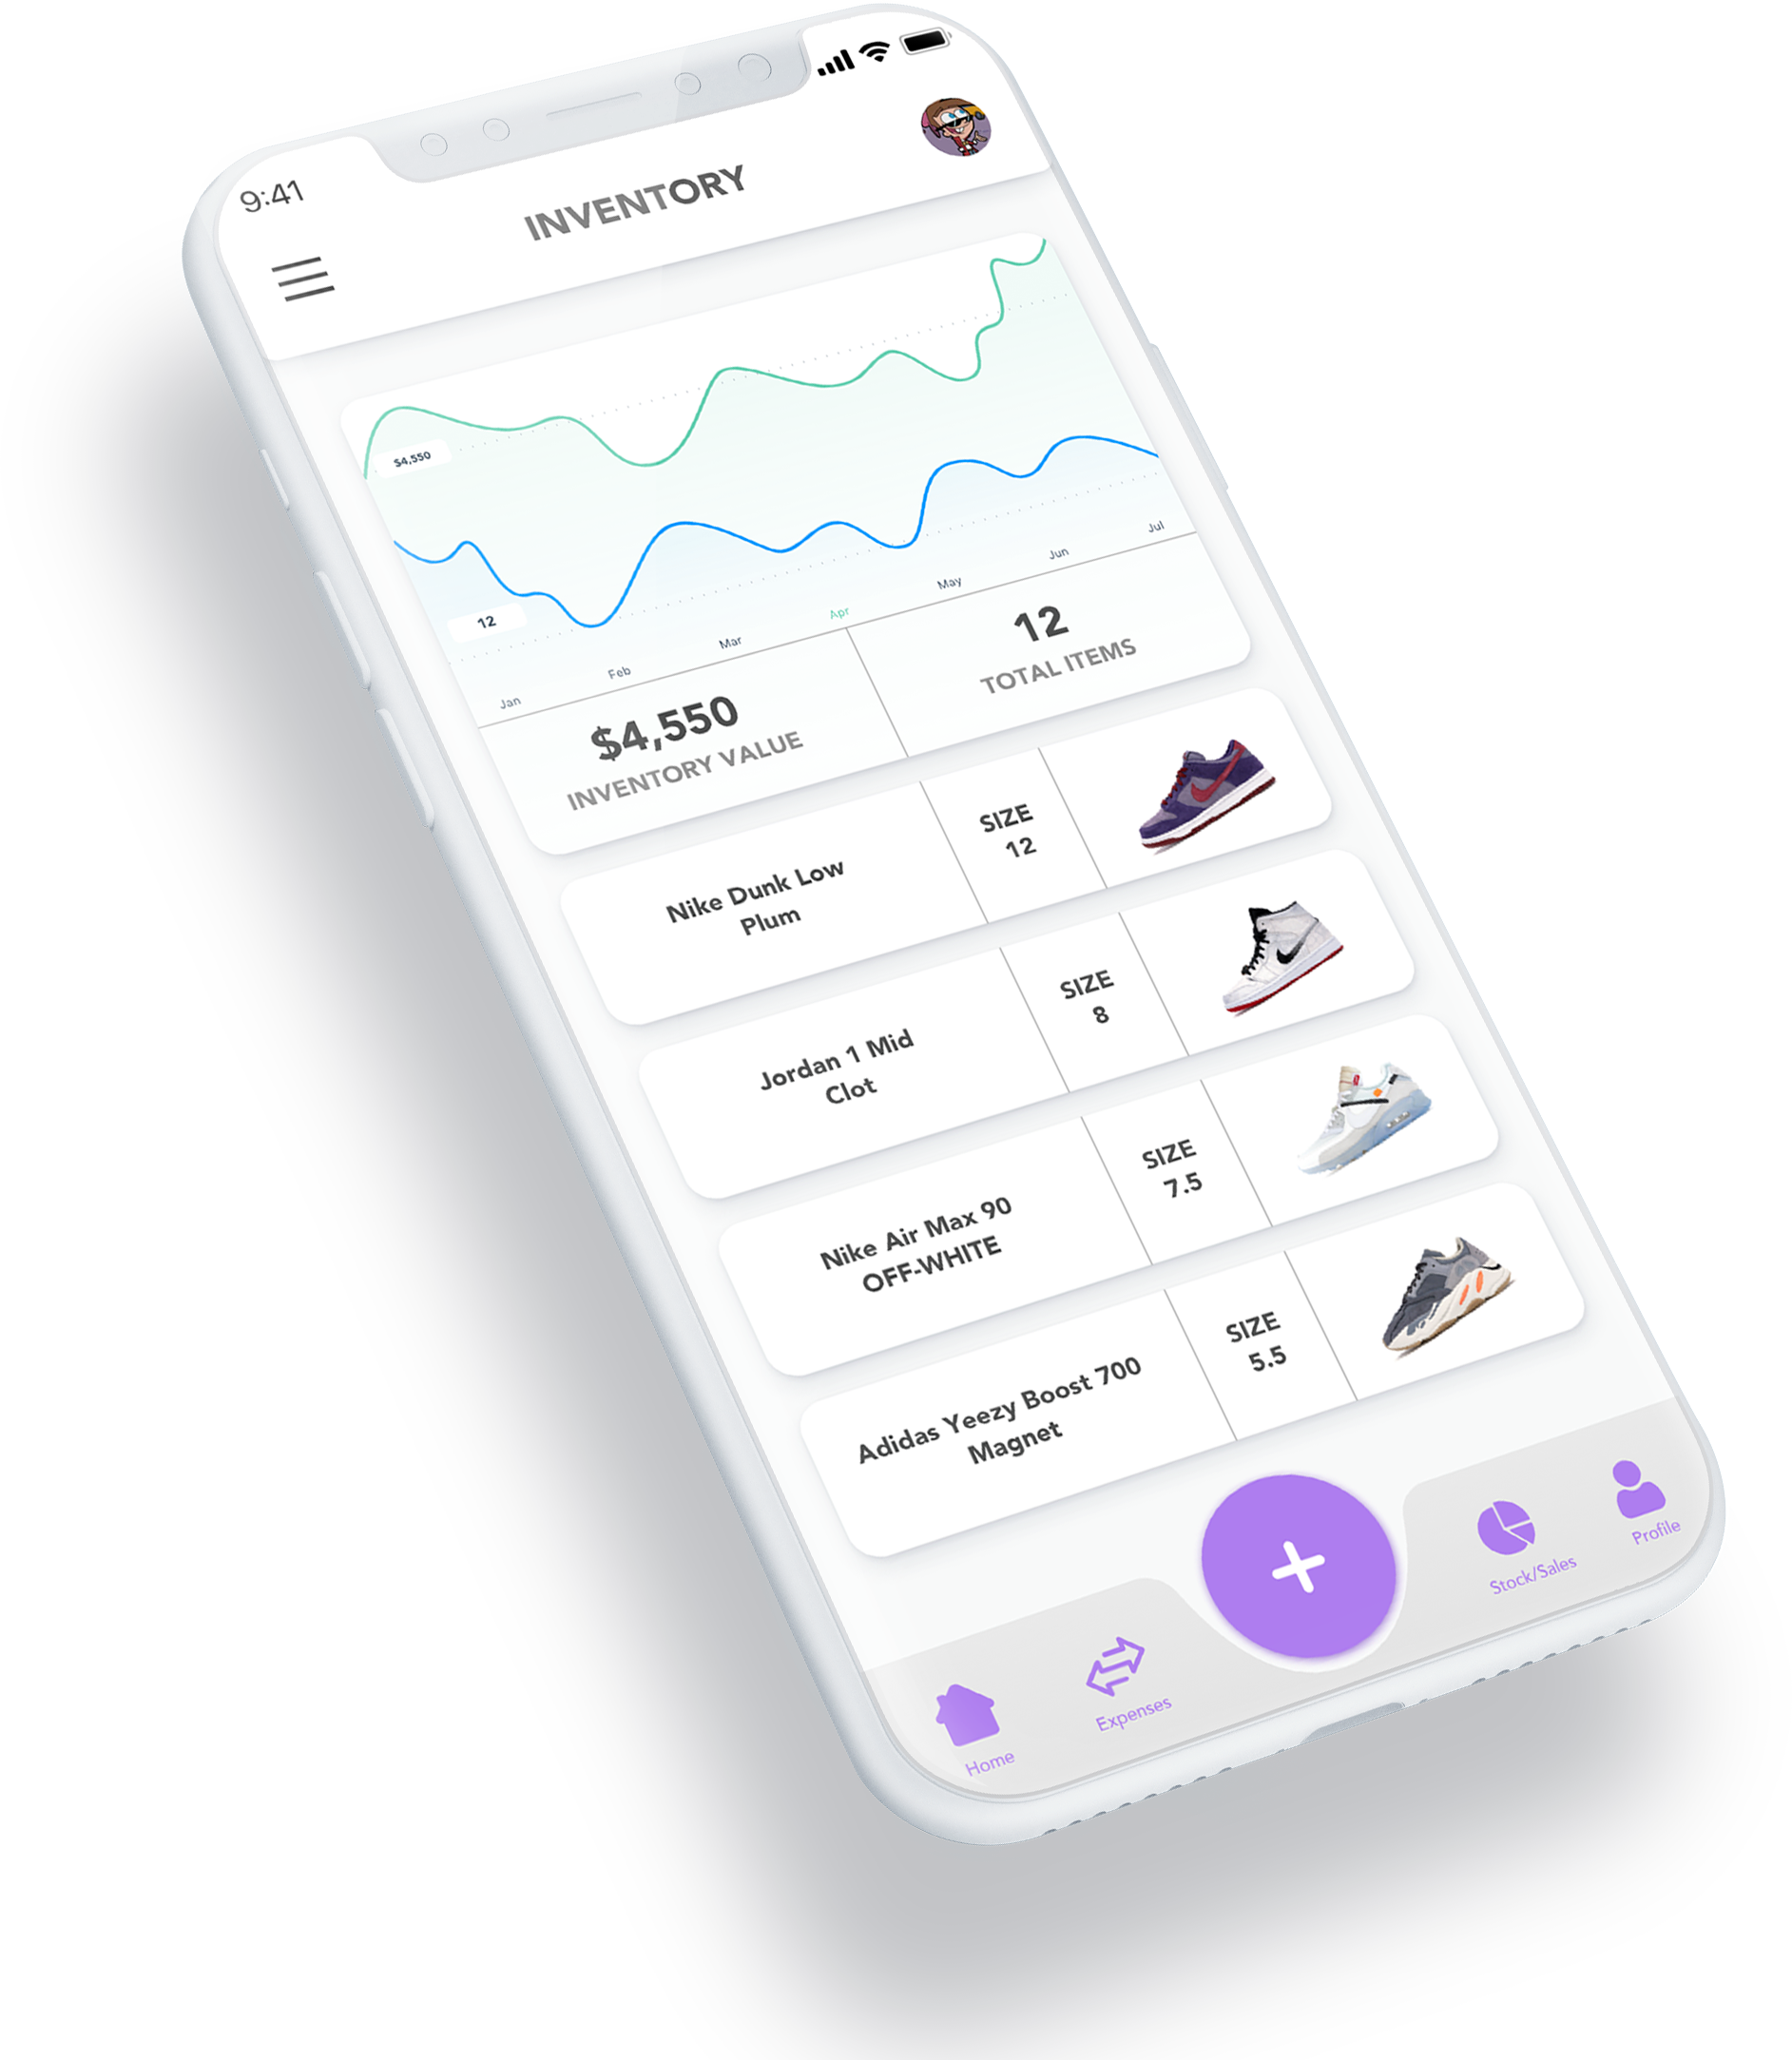 9:41
INVENTORY
$4,550
12
Jan
Feb
Mar
Apr
May
Jun
Jul
$4,550
INVENTORY VALUE
12
TOTAL ITEMS
Nike Dunk Low
Plum
SIZE
12
Jordan 1 Mid
Clot
SIZE
8
Nike Air Max 90
OFF-WHITE
SIZE
7.5
Adidas Yeezy Boost 700
Magnet
SIZE
5.5
Home
Expenses
Stock/Sales
Profile